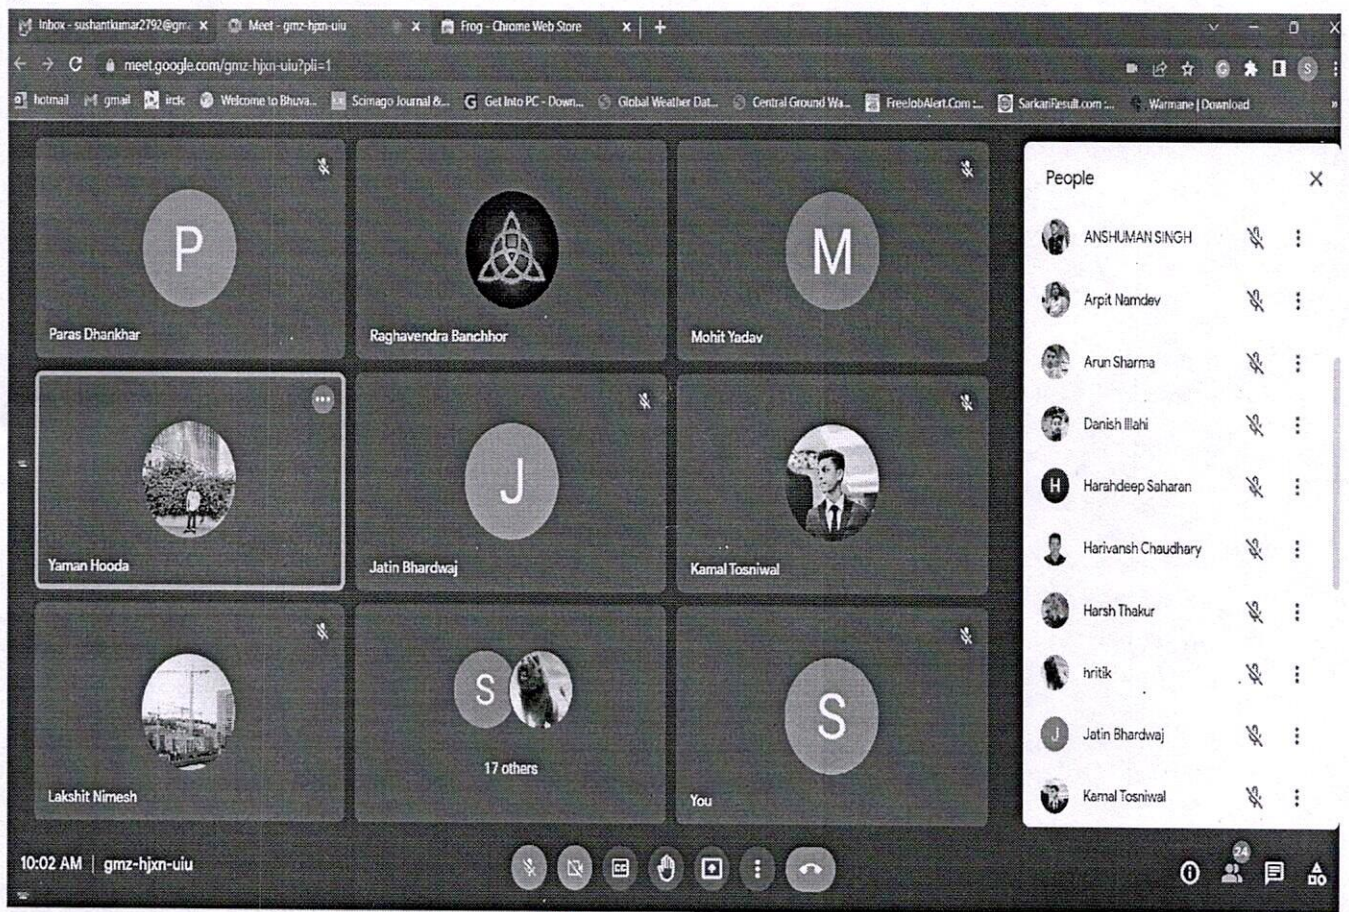 Inbox - sushantkumar2792@gm
Meet - gmz-hjxn-uiu
Frog - Chrome Web Store
meet.google.com/gmz-hjxn-uiu?pli=1
S
hotmail
gmail
irctc
Welcome to Bhuva...
Scimago Journal &...
G Get Into PC - Down...
Global Weather Dat...
Central Ground Wa...
FreeJobAlert.Com :...
SarkariResult.com :...
Warmane | Download
P
Paras Dhankhar
Raghavendra Banchhor
M
Mohit Yadav
Yaman Hooda
J
Jatin Bhardwaj
Kamal Tosniwal
Lakshit Nimesh
S
17 others
S
You
People
ANSHUMAN SINGH
Arpit Namdev
Arun Sharma
Danish Illahi
H Harahdeep Saharan
Harivansh Chaudhary
Harsh Thakur
hritik
J Jatin Bhardwaj
Kamal Tosniwal
10:02 AM | gmz-hjxn-uiu
CC
24